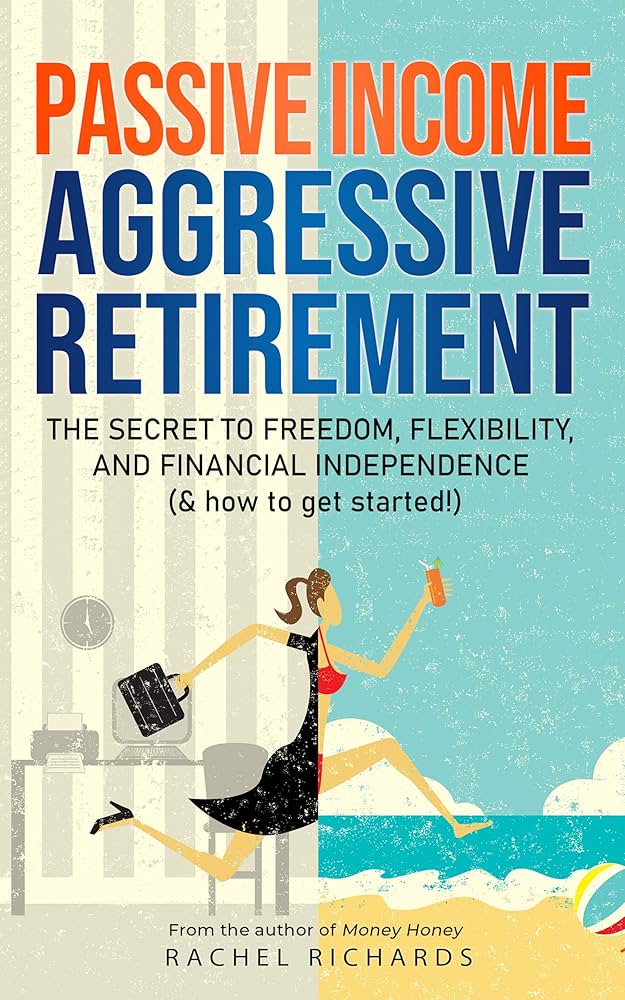 PASSIVE INCOME
AGGRESSIVE
RETIREMENT
THE SECRET TO FREEDOM, FLEXIBILITY,
AND FINANCIAL INDEPENDENCE
(& how to get started!)
From the author of Money Honey
RACHEL RICHARDS